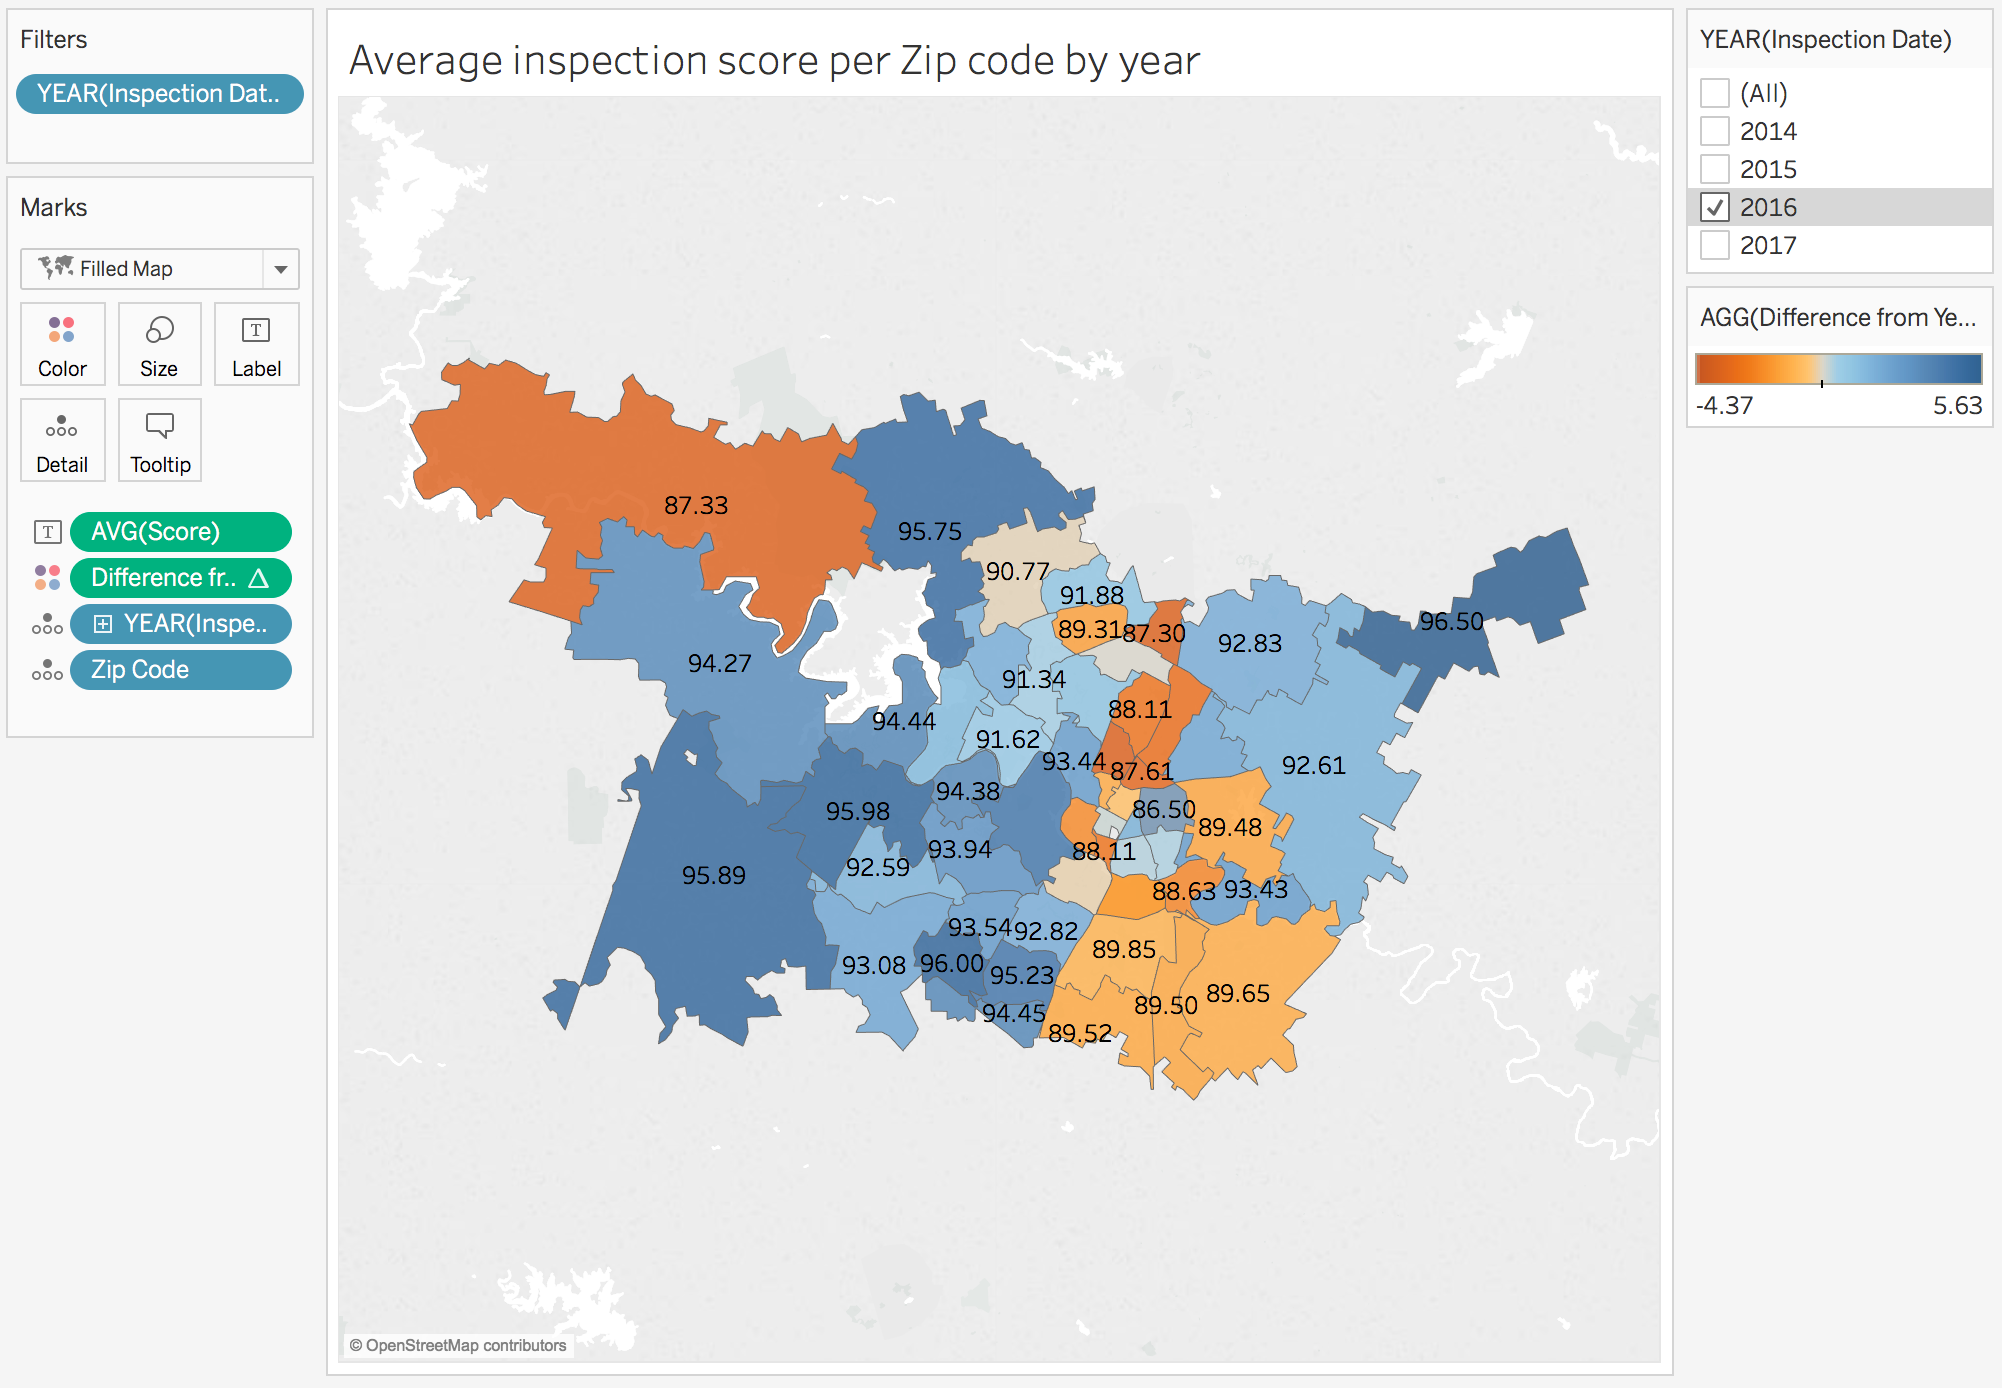 Filters
YEAR(Inspection Dat..
Marks
Filled Map
Color
Size
Label
T
Detail
Tooltip
T
AVG(Score)
Difference fr.. △
YEAR(Inspe..
Zip Code
Average inspection score per Zip code by year
87.33
95.75
90.77
91.88
89.31
87.30
92.83
96.50
94.27
91.34
88.11
94.44
91.62
93.44
87.61
92.61
94.38
95.98
86.50
89.48
93.94
88.11
92.59
95.89
88.63
93.43
93.54
92.82
89.85
93.08
96.00
95.23
89.65
89.50
94.45
89.52
© OpenStreetMap contributors
YEAR(Inspection Date)
(All)
2014
2015
2016
2017
AGG(Difference from Ye...
-4.37
5.63